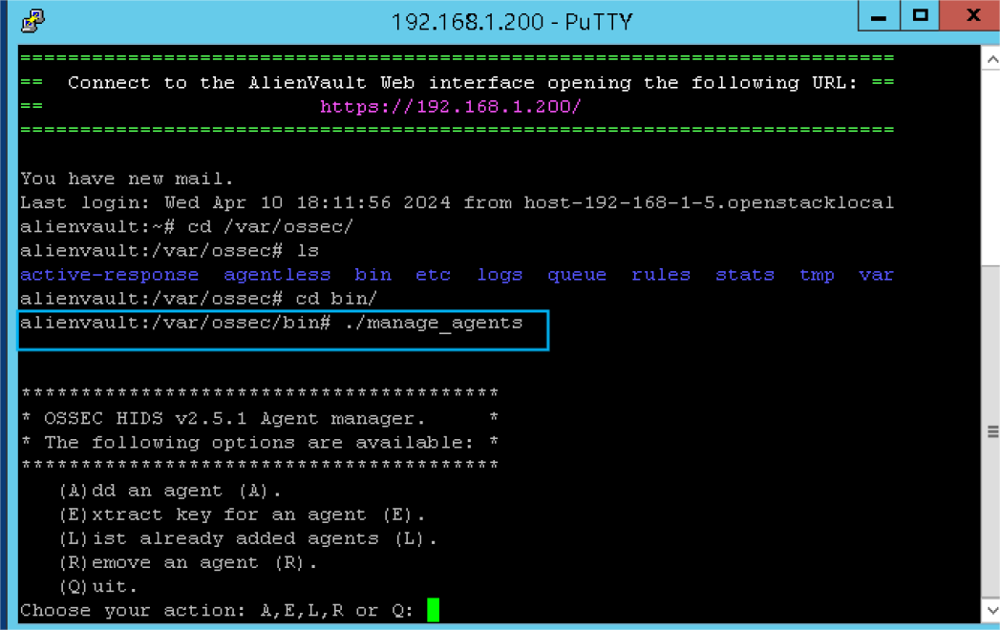 192.168.1.200 - PuTTY
=========================================================================
==  Connect to the AlienVault Web interface opening the following URL: ==
==                       https://192.168.1.200/
=========================================================================
You have new mail.
Last login: Wed Apr 10 18:11:56 2024 from host-192-168-1-5.openstacklocal
alienvault:~# cd /var/ossec/
alienvault:/var/ossec# ls
active-response  agentless  bin  etc  logs  queue  rules  stats  tmp  var
alienvault:/var/ossec# cd bin/
alienvault:/var/ossec/bin# ./manage_agents
****************************************
* OSSEC HIDS v2.5.1 Agent manager.     *
* The following options are available: *
****************************************
(A)dd an agent (A).
(E)xtract key for an agent (E).
(L)ist already added agents (L).
(R)emove an agent (R).
(Q)uit.
Choose your action: A,E,L,R or Q: